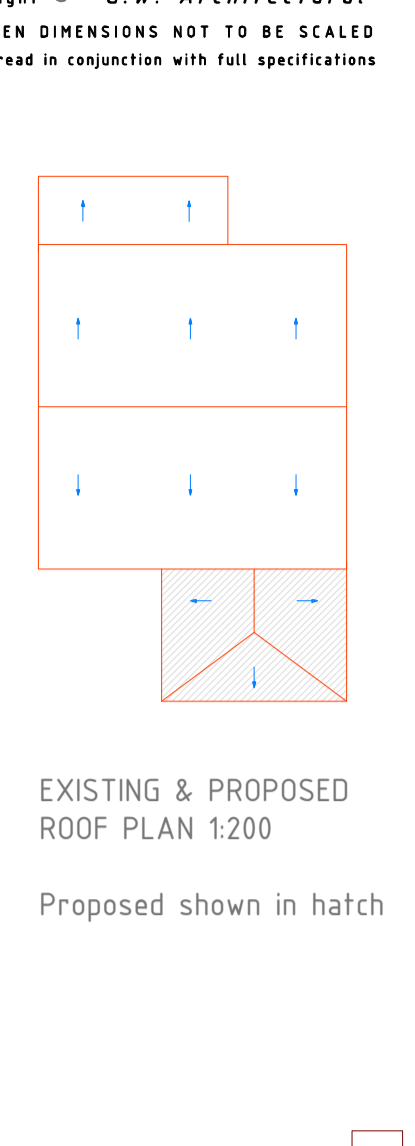 EN DIMENSIONS NOT TO BE SCALED
read in conjunction with full specifications
EXISTING & PROPOSED
ROOF PLAN 1:200
Proposed shown in hatch